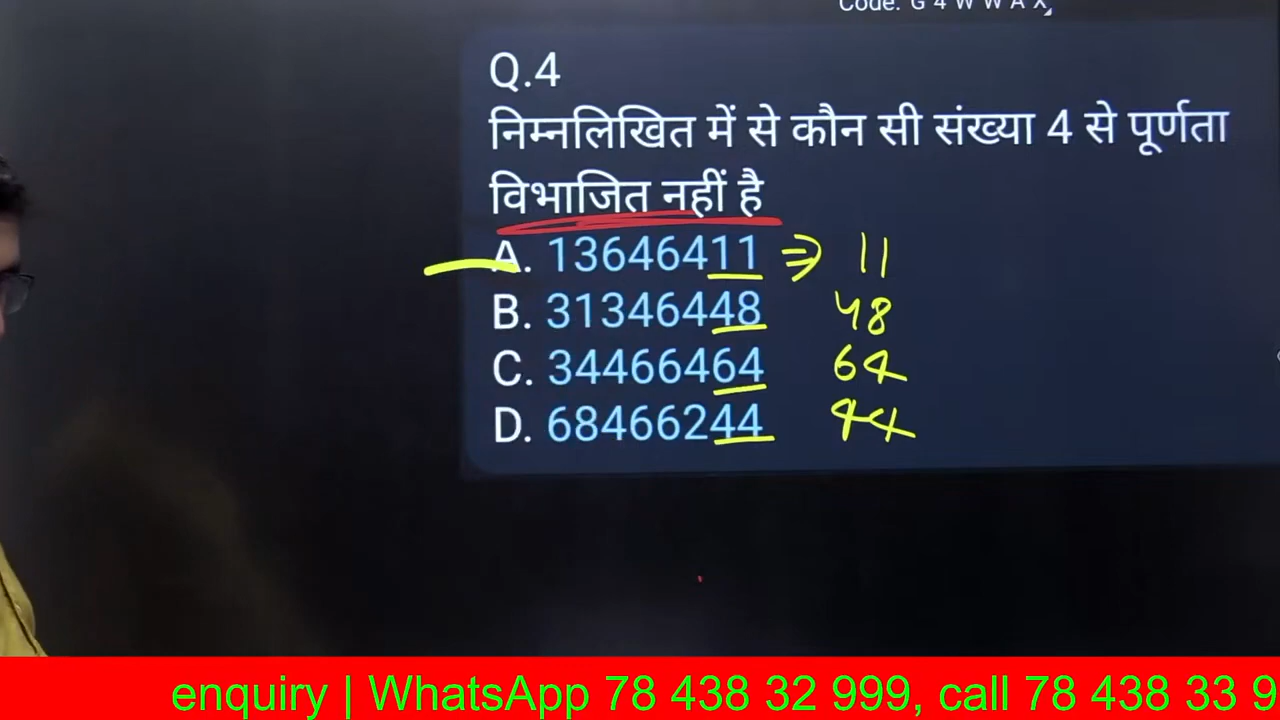 Code: G 4 W W A X
Q.4
निम्नलिखित में से कौन सी संख्या 4 से पूर्णता
विभाजित नहीं है
A. 13646411 ⇒ 11
B. 31346448 48
C. 34466464 64
D. 68466244 44
enquiry | WhatsApp 78 438 32 999, call 78 438 33 9